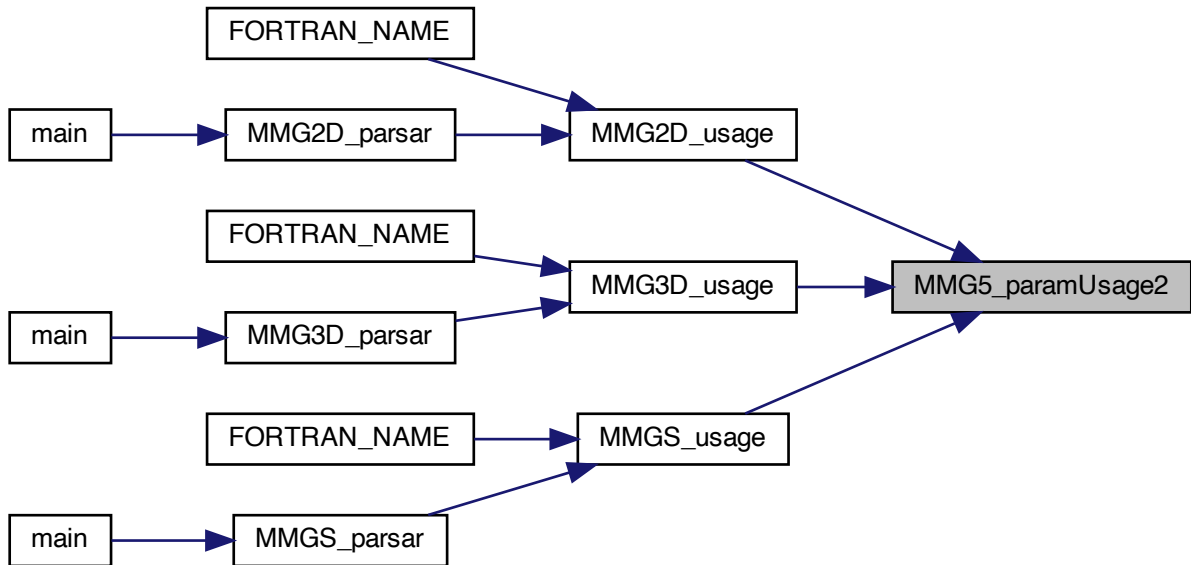 FORTRAN_NAME
main
MMG2D_parsar
MMG2D_usage
FORTRAN_NAME
MMG3D_usage
MMG5_paramUsage2
main
MMG3D_parsar
FORTRAN_NAME
MMGS_usage
main
MMGS_parsar